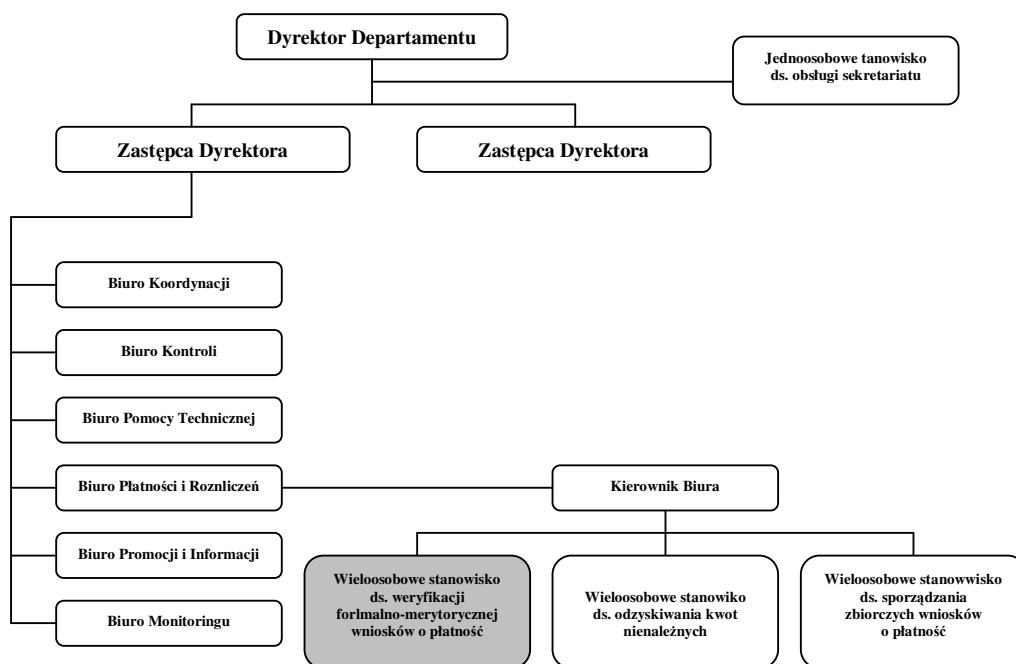 Dyrektor Departamentu
Jednoosobowe tanowisko
ds. obsługi sekretariatu
Zastępca Dyrektora
Zastępca Dyrektora
Biuro Koordynacji
Biuro Kontroli
Biuro Pomocy Technicznej
Biuro Płatności i Roznliczeń
Kierownik Biura
Biuro Promocji i Informacji
Biuro Monitoringu
Wieloosobowe stanowisko
ds. weryfikacji
forlmalno-merytorycznej
wniosków o płatność
Wieloosobowe stanowiko
ds. odzyskiwania kwot
nienależnych
Wieloosobowe stanowwisko
ds. sporządzania
zbiorczych wniosków
o płatność